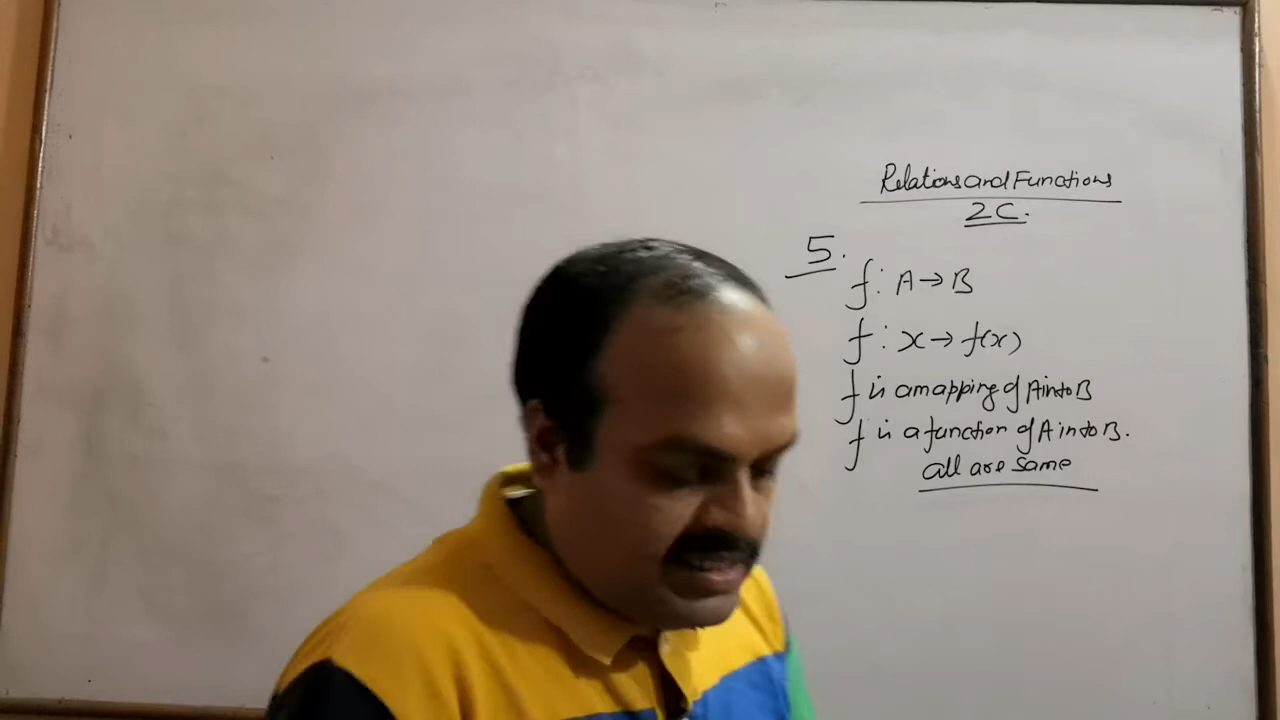 Relations and Functions
2C.
5.
f: A→B
f: x→f(x)
f is a mapping of A into B
f is a function of A into B.
all are same